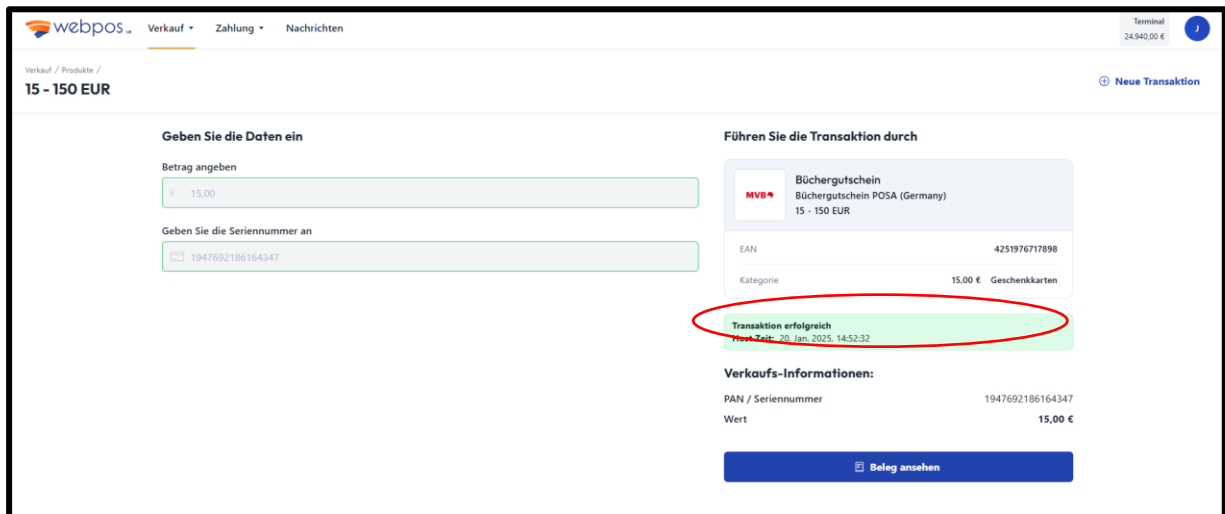 webpos
Verkauf
Zahlung
Nachrichten
Terminal
24.940,00 €
J
Verkauf / Produkte /
15 - 150 EUR
Neue Transaktion
Geben Sie die Daten ein
Betrag angeben
€ 15,00
Geben Sie die Seriennummer an
1947692186164347
Führen Sie die Transaktion durch
MVB
Büchergutschein
Büchergutschein POSA (Germany)
15 - 150 EUR
EAN 4251976717898
Kategorie 15,00 € Geschenkkarten
Transaktion erfolgreich
Host Zeit: 20. Jan. 2025, 14:52:32
Verkaufs-Informationen:
PAN / Seriennummer 1947692186164347
Wert 15,00 €
Beleg ansehen